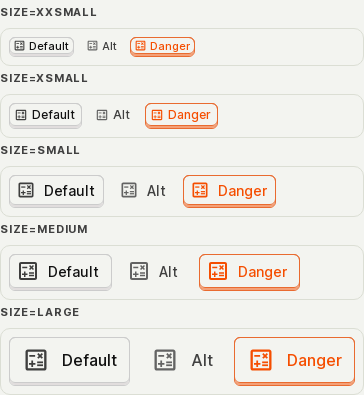 SIZE=XXSMALL
Default Alt Danger
SIZE=XSMALL
Default Alt Danger
SIZE=SMALL
Default Alt Danger
SIZE=MEDIUM
Default Alt Danger
SIZE=LARGE
Default Alt Danger